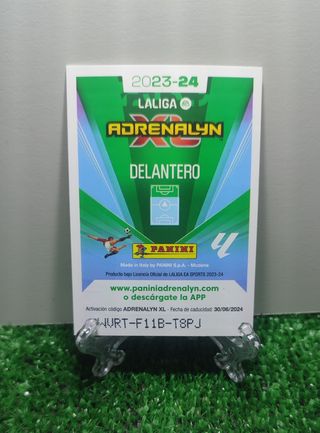 2023-24
LALIGA
ADRENALYN
XL
DELANTERO
PANINI
Made in Italy by PANINI S.p.A. - Modena
Producto bajo Licencia Oficial de LALIGA EA SPORTS 2023-24
www.paniniadrenalyn.com
o descárgate la APP
Activación código ADRENALYN XL - Fecha de caducidad: 30/06/2024
WVRT-F11B-T8PJ